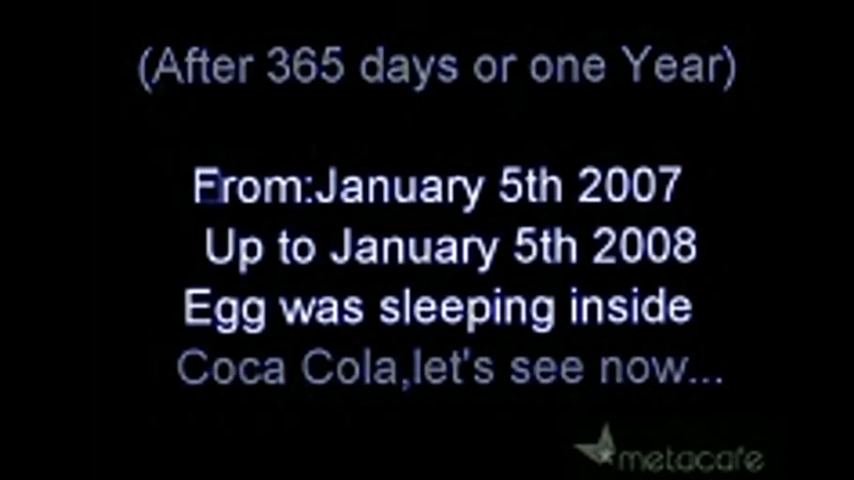 (After 365 days or one Year)
From:January 5th 2007
Up to January 5th 2008
Egg was sleeping inside
Coca Cola,let's see now...
metacafe